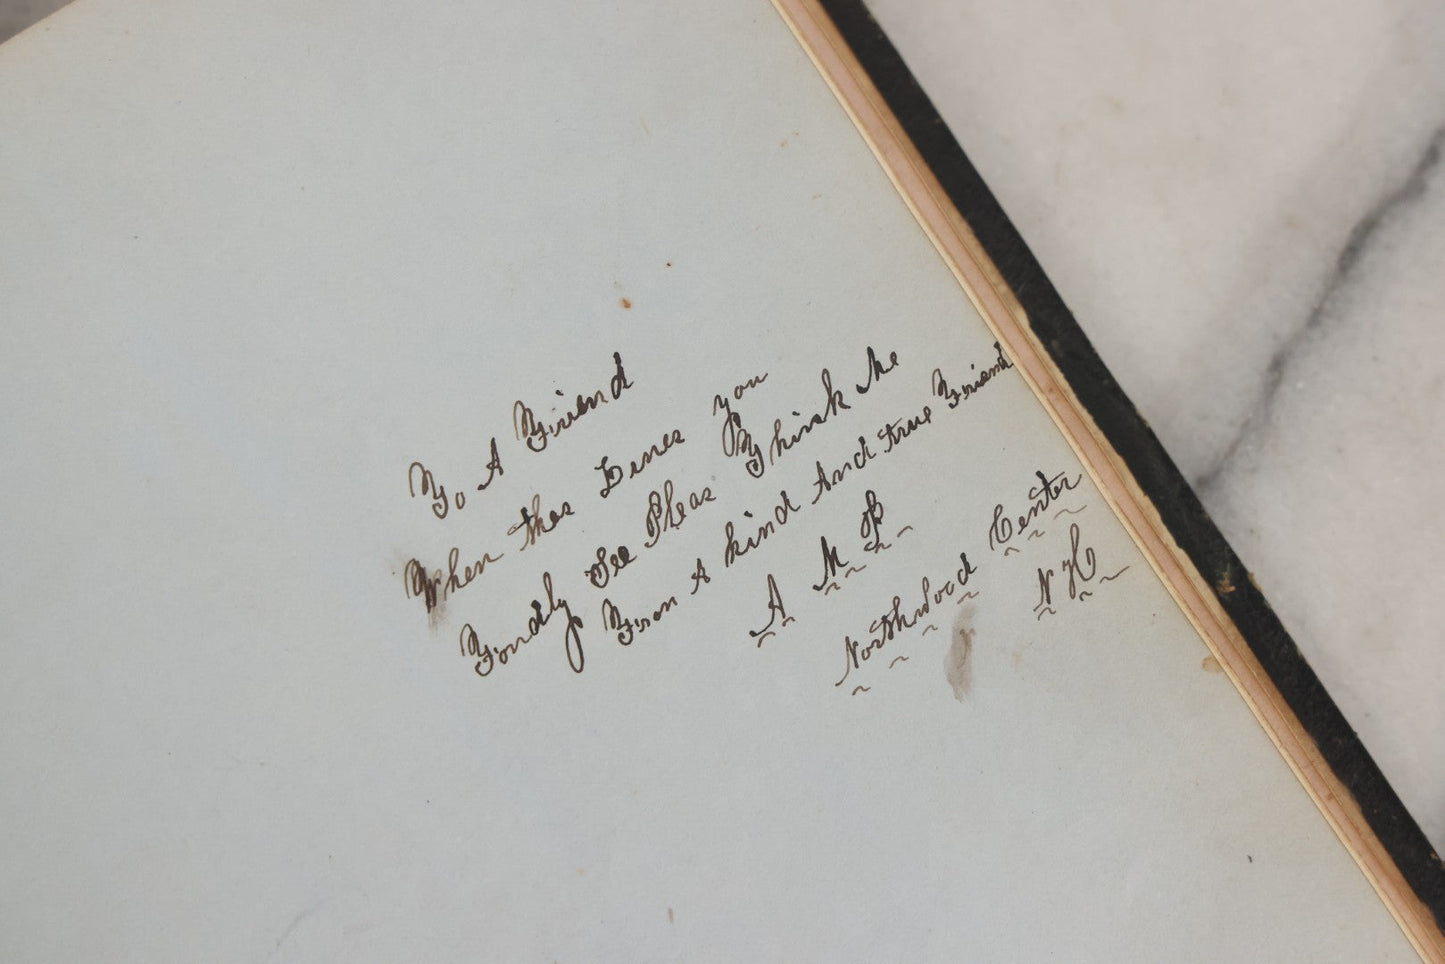 To A Friend
When thes Lines you
Fondly See Pleas Think Me
From A kind And true Friend
A M P
Northwood Center
N H